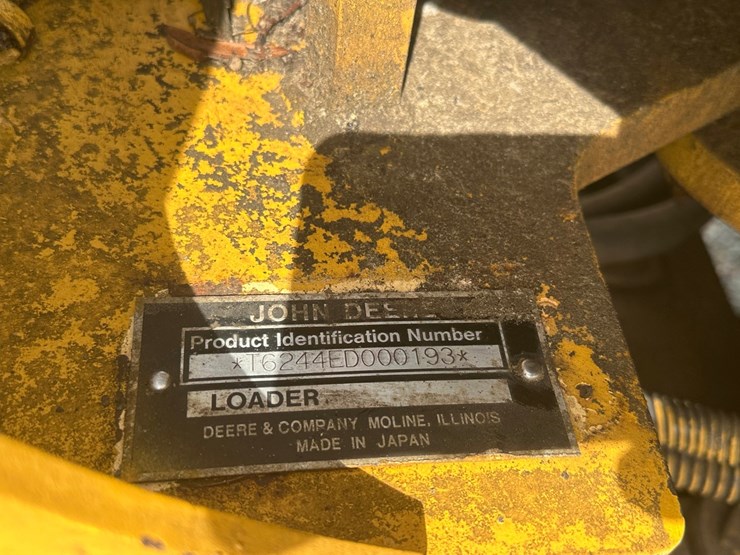 JOHN DEERE
Product Identification Number
*T6244ED000193*
LOADER
DEERE & COMPANY MOLINE, ILLINOIS
MADE IN JAPAN